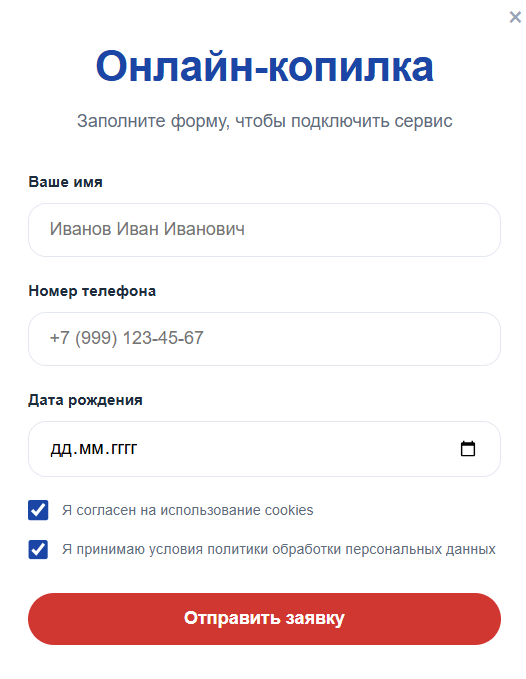 ×
Онлайн-копилка
Заполните форму, чтобы подключить сервис
Ваше имя
Иванов Иван Иванович
Номер телефона
+7 (999) 123-45-67
Дата рождения
дд.мм.гггг
Я согласен на использование cookies
Я принимаю условия политики обработки персональных данных
Отправить заявку